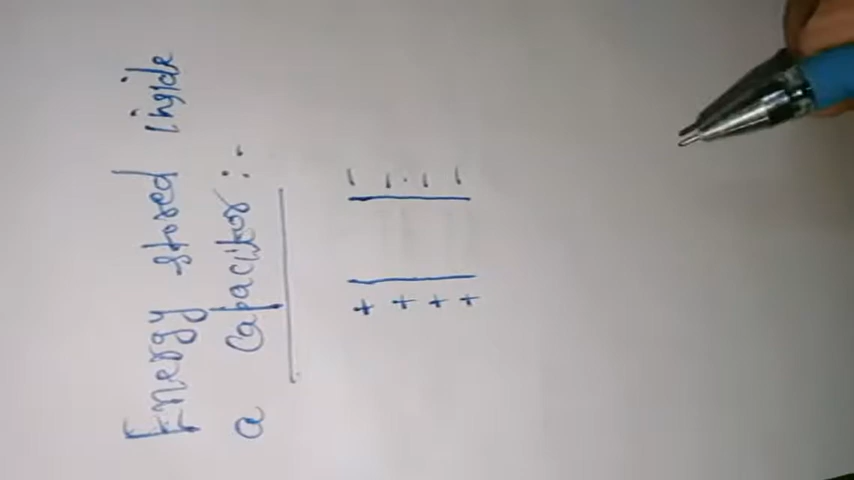 Energy stored inside
a capacitor :-
- - - -
+ + + +